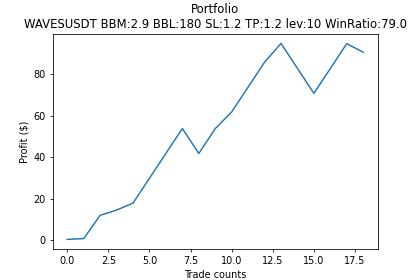 Portfolio
WAVESUSDT BBM:2.9 BBL:180 SL:1.2 TP:1.2 lev:10 WinRatio:79.0
80
60
40
20
0
Profit ($)
0.0 2.5 5.0 7.5 10.0 12.5 15.0 17.5
Trade counts